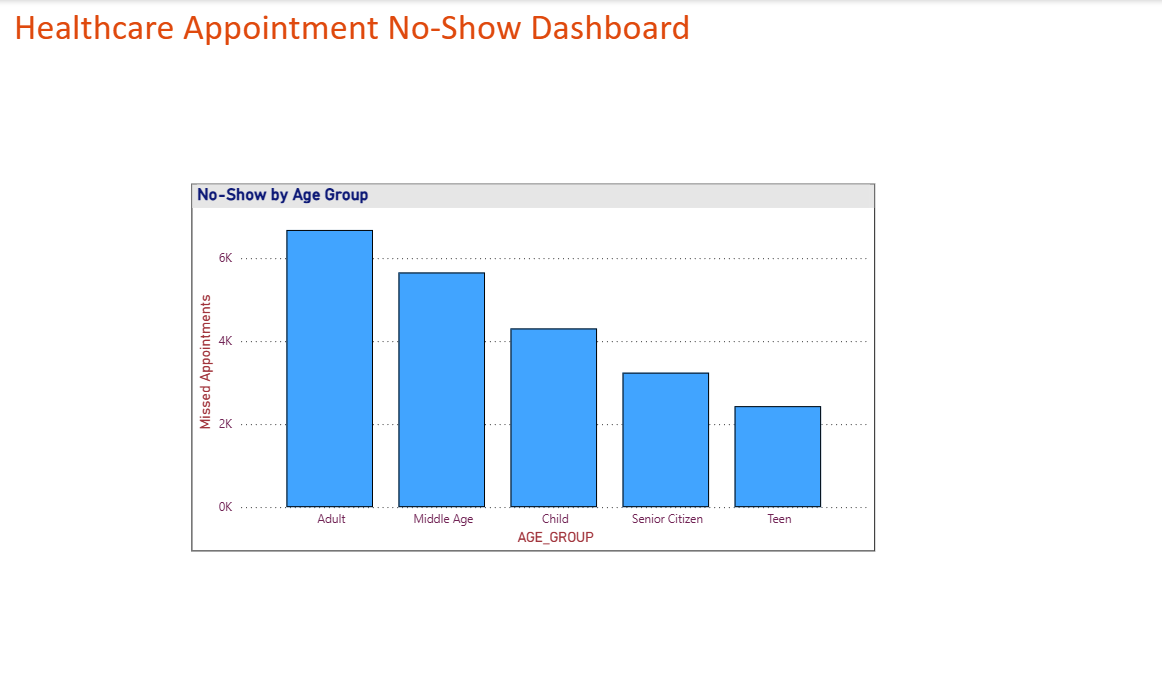 Healthcare Appointment No-Show Dashboard
No-Show by Age Group
Missed Appointments
6K
4K
2K
0K
Adult Middle Age Child Senior Citizen Teen
AGE_GROUP